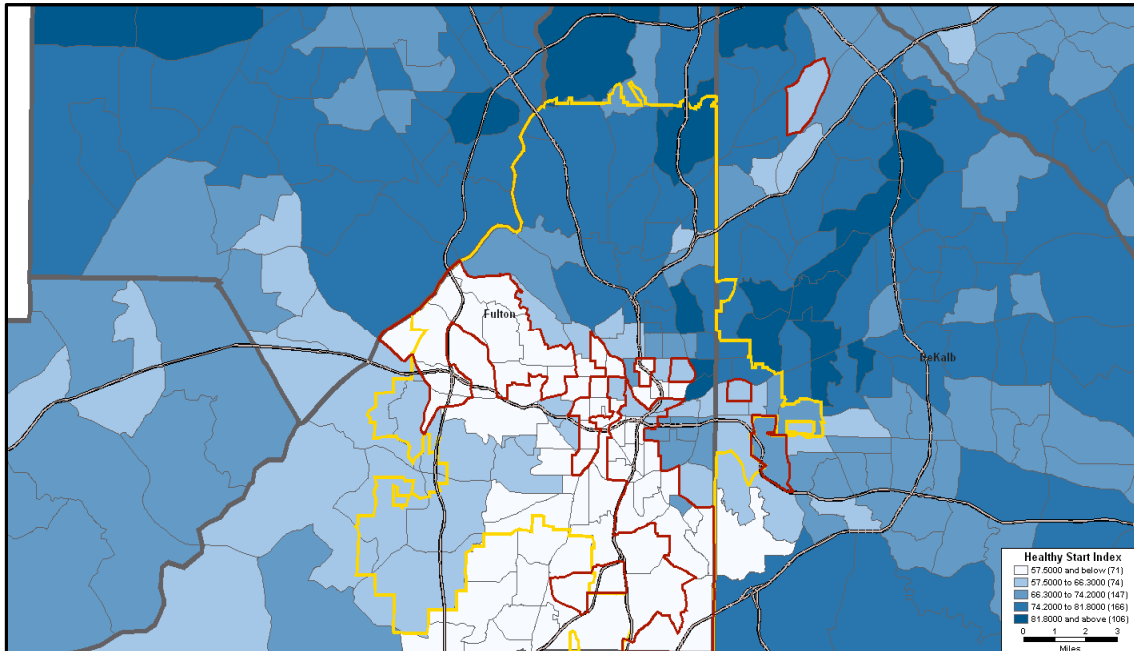 Fulton
DeKalb
Healthy Start Index
57.5000 and below (71)
57.5000 to 66.3000 (74)
66.3000 to 74.2000 (147)
74.2000 to 81.8000 (166)
81.8000 and above (106)
0 1 2 3
Miles